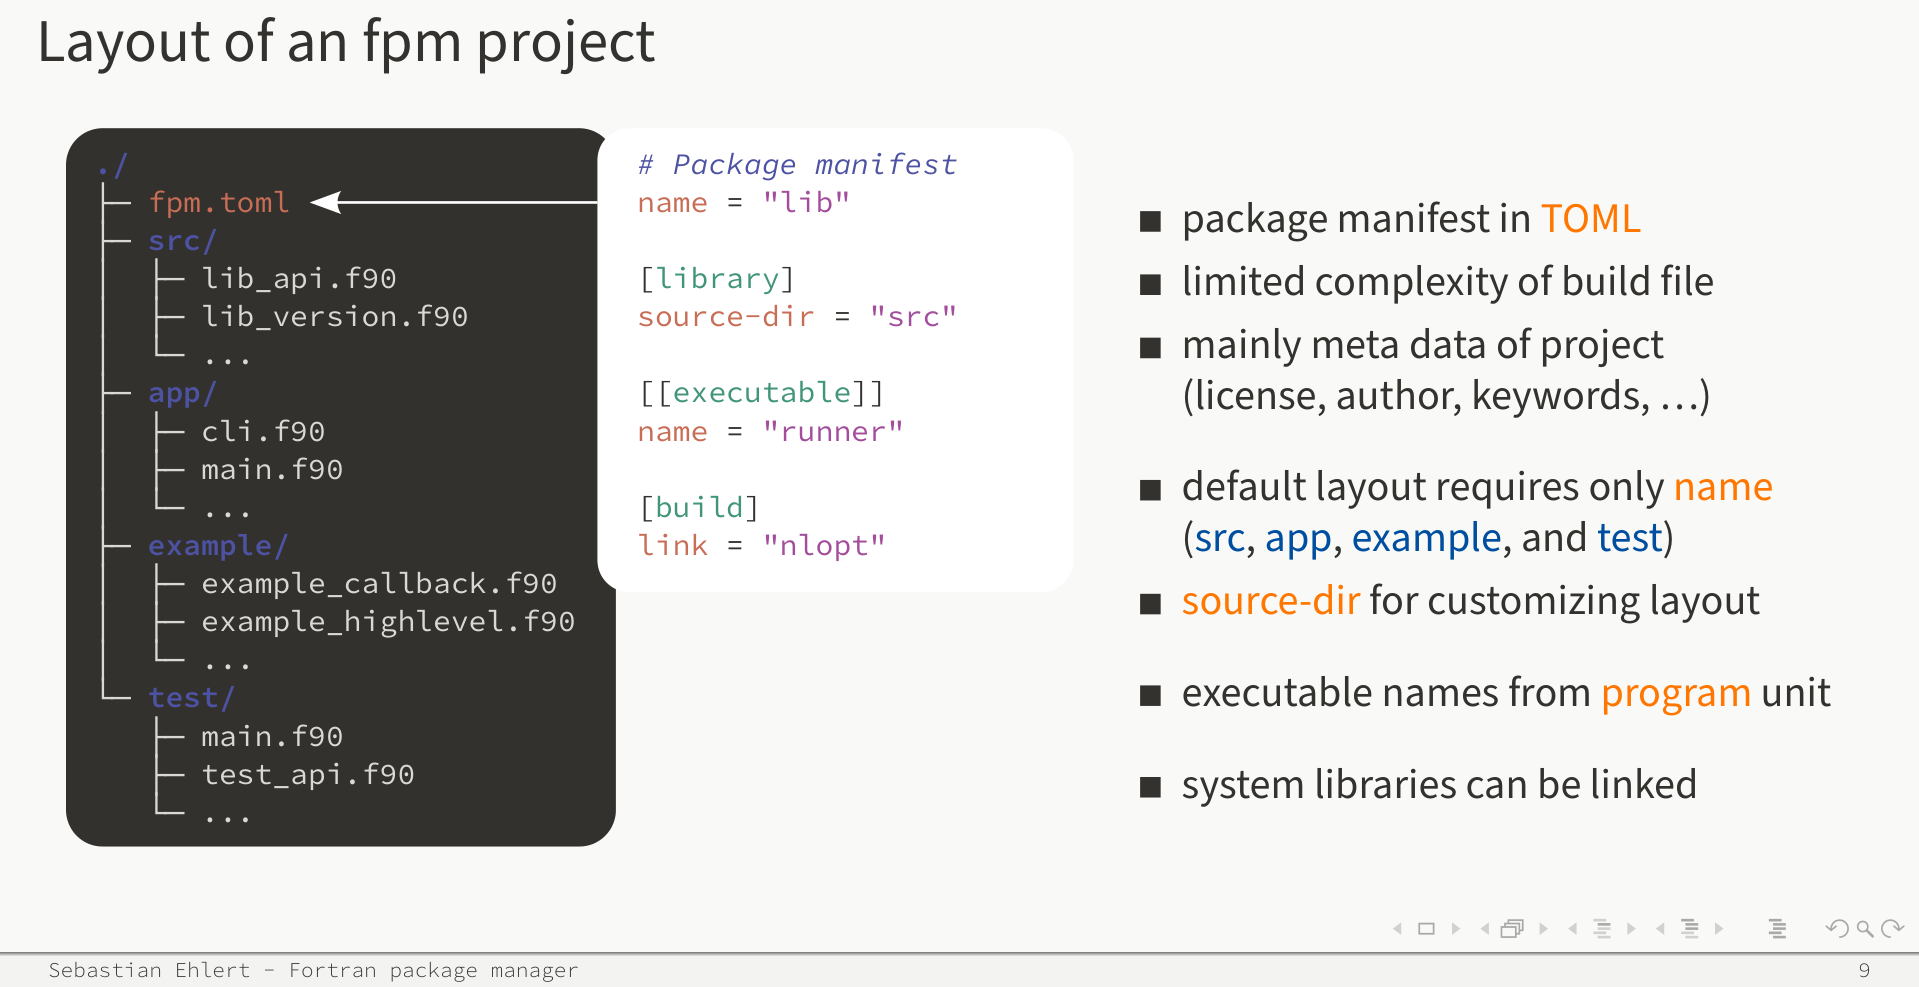 Layout of an fpm project
./
fpm.toml
src/
lib_api.f90
lib_version.f90
...
app/
cli.f90
main.f90
...
example/
example_callback.f90
example_highlevel.f90
...
test/
main.f90
test_api.f90
...
# Package manifest
name = "lib"
[library]
source-dir = "src"
[[executable]]
name = "runner"
[build]
link = "nlopt"
package manifest in TOML
limited complexity of build file
mainly meta data of project
(license, author, keywords, …)
default layout requires only name
(src, app, example, and test)
source-dir for customizing layout
executable names from program unit
system libraries can be linked
Sebastian Ehlert - Fortran package manager
9